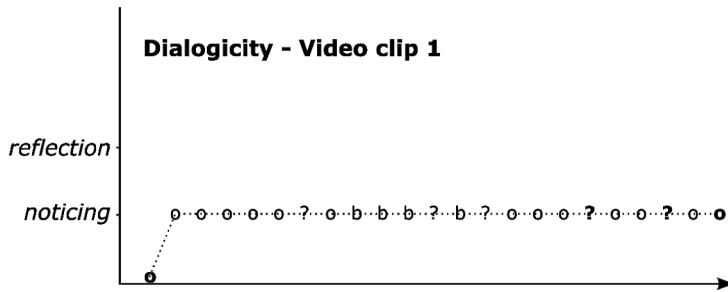 Dialogicity - Video clip 1
reflection
noticing o o o o o ? o b b b ? b ? o o o ? o o ? o o
o